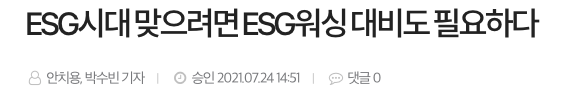 ESG시대 맞으려면 ESG워싱 대비도 필요하다
안치용, 박수빈 기자 | 승인 2021.07.24 14:51 | 댓글 0